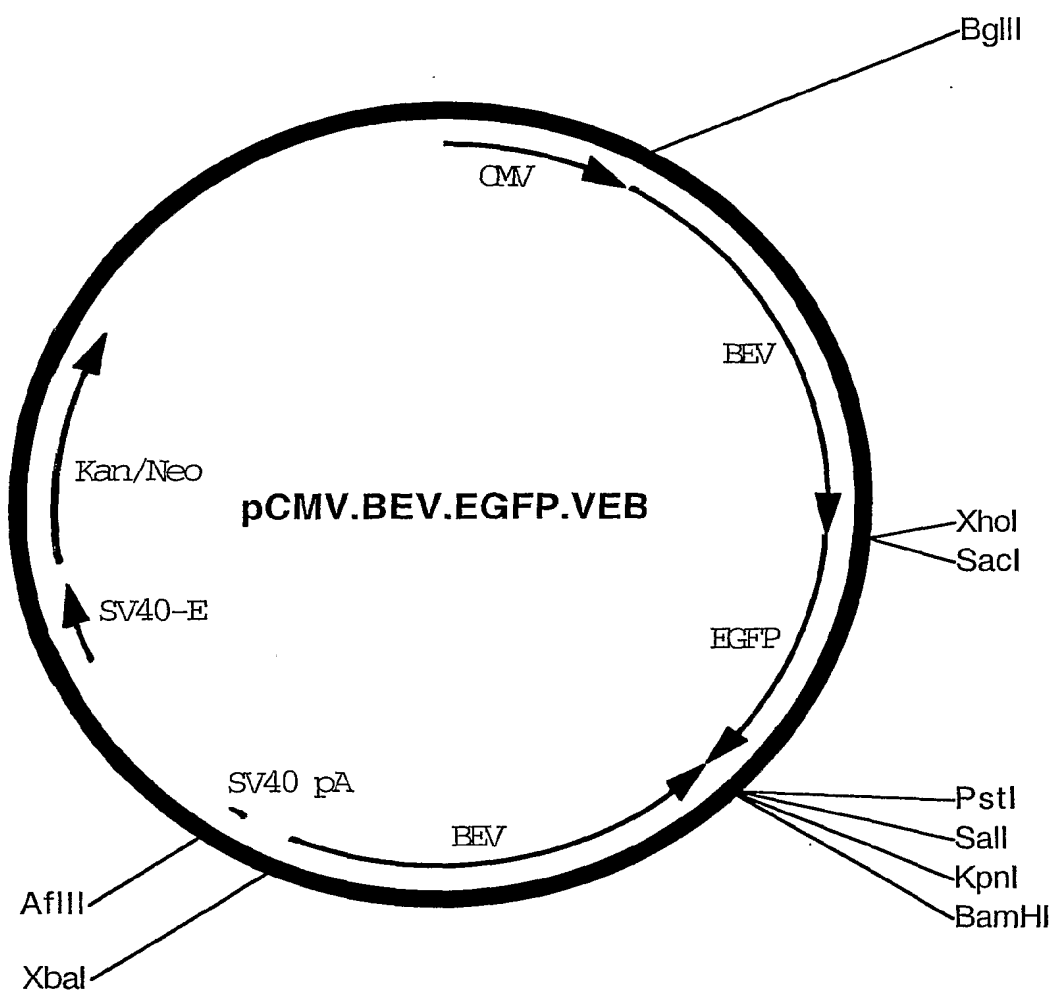 BglII
CMV
BEV
Kan/Neo
pCMV.BEV.EGFP.VEB
XhoI
SacI
SV40-E
EGFP
SV40 pA
PstI
BEV
SalI
KpnI
AflII
BamHI
XbaI